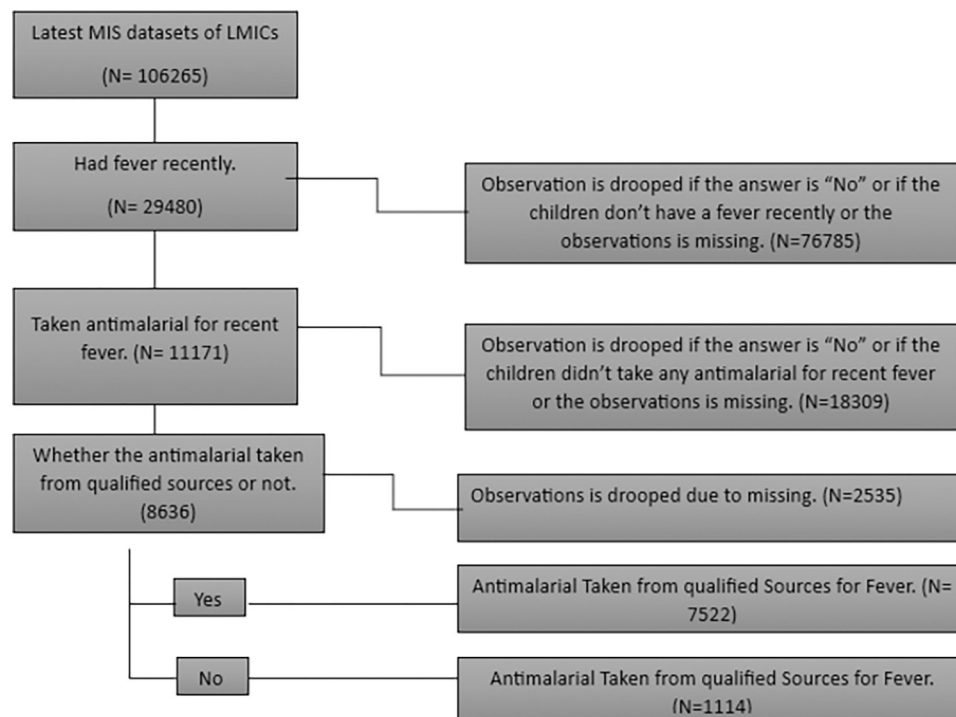 Latest MIS datasets of LMICs
(N= 106265)
Had fever recently.
(N= 29480)
Observation is drooped if the answer is “No” or if the
children don’t have a fever recently or the
observations is missing. (N=76785)
Taken antimalarial for recent
fever. (N= 11171)
Observation is drooped if the answer is “No” or if the
children didn’t take any antimalarial for recent fever
or the observations is missing. (N=18309)
Whether the antimalarial taken
from qualified sources or not.
(8636)
Observations is drooped due to missing. (N=2535)
Yes
Antimalarial Taken from qualified Sources for Fever. (N=
7522)
No
Antimalarial Taken from qualified Sources for Fever.
(N=1114)